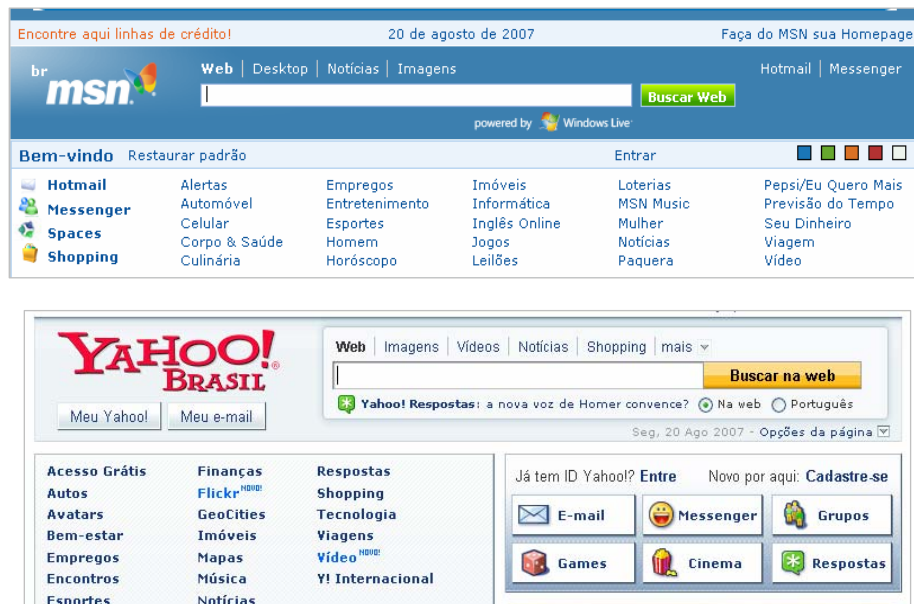 Encontre aqui linhas de crédito! 20 de agosto de 2007 Faça do MSN sua Homepage
br msn Web | Desktop | Notícias | Imagens Hotmail | Messenger
Buscar Web
powered by Windows Live
Bem-vindo Restaurar padrão Entrar
Hotmail Alertas Empregos Imóveis Loterias Pepsi/Eu Quero Mais
Messenger Automóvel Entretenimento Informática MSN Music Previsão do Tempo
Spaces Celular Esportes Inglês Online Mulher Seu Dinheiro
Shopping Corpo & Saúde Homem Jogos Notícias Viagem
Culinária Horóscopo Leilões Paquera Vídeo
YAHOO! BRASIL
Web | Imagens | Vídeos | Notícias | Shopping | mais
Buscar na web
Yahoo! Respostas: a nova voz de Homer convence? Na web Português
Meu Yahoo! Meu e-mail
Seg, 20 Ago 2007 - Opções da página
Acesso Grátis Finanças Respostas
Autos Flickr NOVO! Shopping
Avatars GeoCities Tecnologia
Bem-estar Imóveis Viagens
Empregos Mapas Vídeo NOVO!
Encontros Música Y! Internacional
Esportes Notícias
Já tem ID Yahoo!? Entre Novo por aqui: Cadastre-se
E-mail Messenger Grupos
Games Cinema Respostas